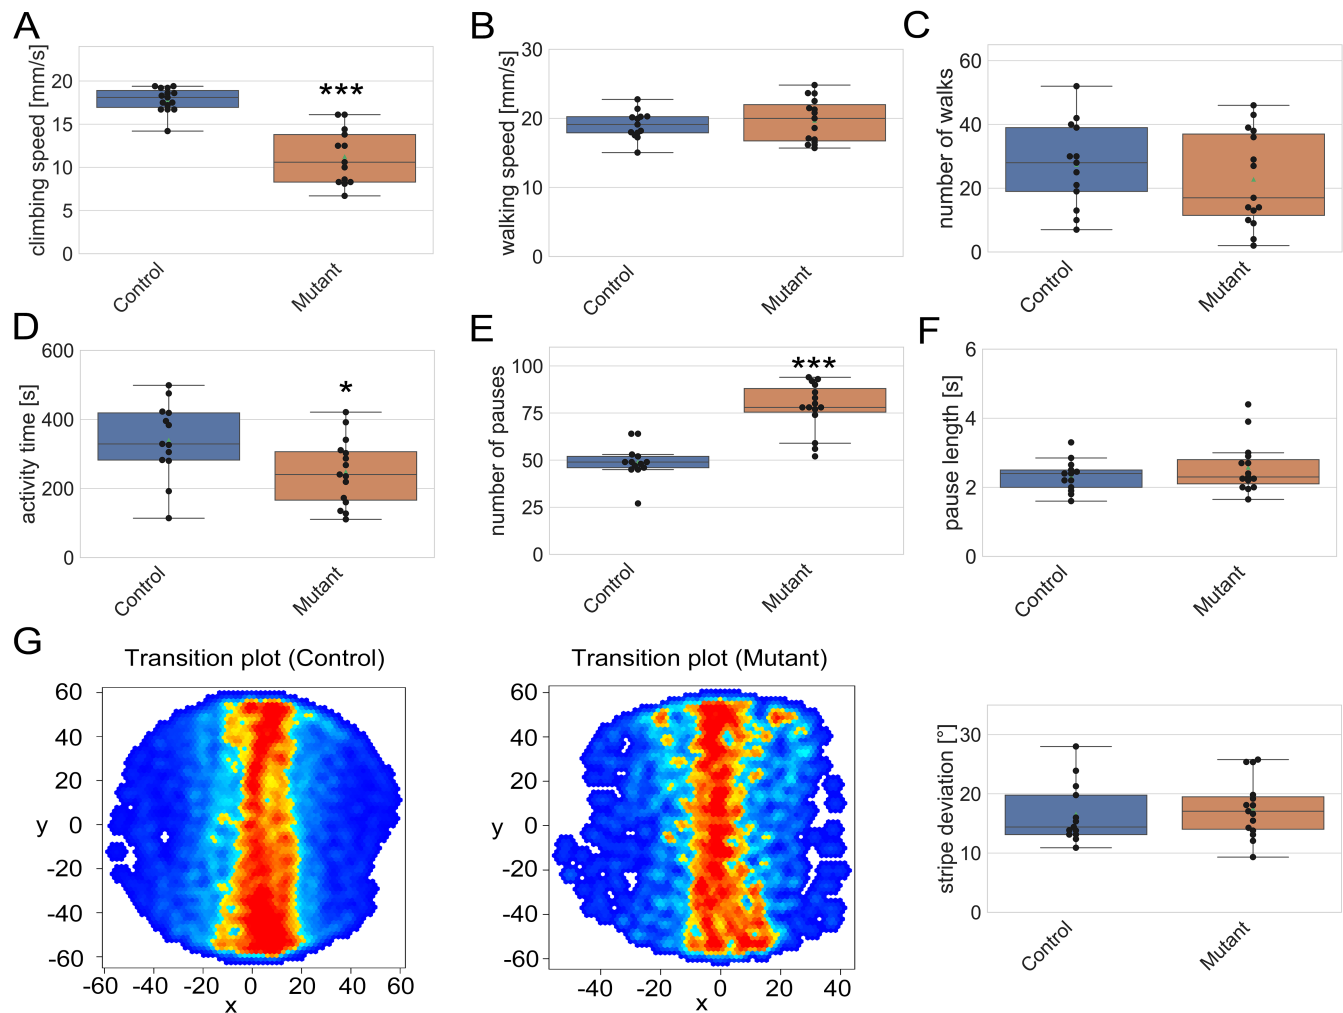 A
climbing speed [mm/s]
20
15
10
5
0
***
Control
Mutant
B
walking speed [mm/s]
30
20
10
0
Control
Mutant
C
number of walks
60
40
20
0
Control
Mutant
D
activity time [s]
600
400
200
0
*
Control
Mutant
E
number of pauses
100
75
50
25
0
***
Control
Mutant
F
pause length [s]
6
4
2
0
Control
Mutant
G
Transition plot (Control)
60
40
20
0
-20
-40
-60
y
-60 -40 -20 0 20 40 60
x
Transition plot (Mutant)
60
40
20
0
-20
-40
-60
y
-40 -20 0 20 40
x
stripe deviation [°]
30
20
10
0
Control
Mutant